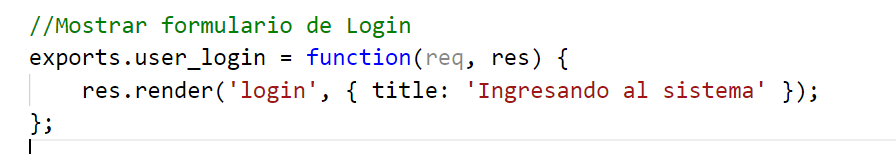 //Mostrar formulario de Login
exports.user_login = function(req, res) {
    res.render('login', { title: 'Ingresando al sistema' });
};